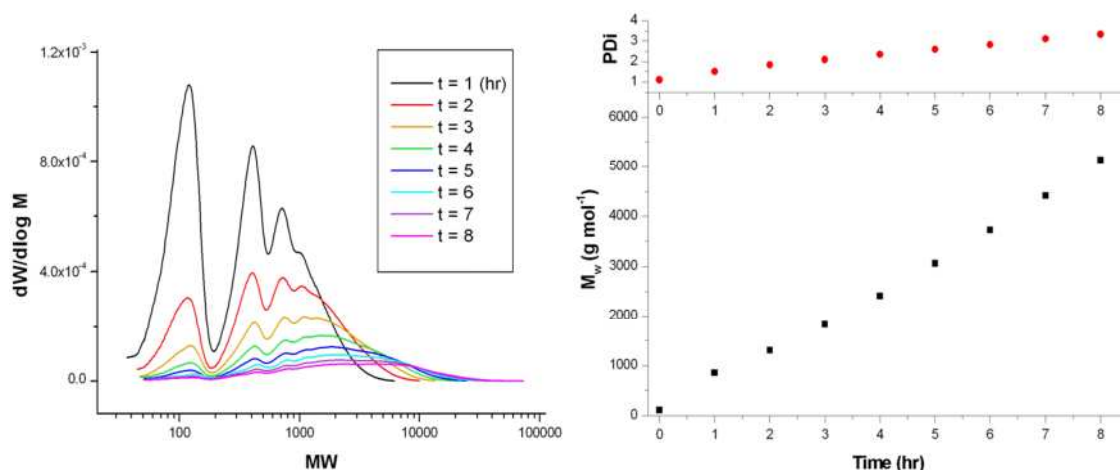 1.2x10⁻³
8.0x10⁻⁴
4.0x10⁻⁴
0.0
dW/dlog M
100
1000
10000
100000
MW
t = 1 (hr)
t = 2
t = 3
t = 4
t = 5
t = 6
t = 7
t = 8
PDi
4
3
2
1
0 1 2 3 4 5 6 7 8
6000
5000
4000
3000
2000
1000
0
M_w (g mol⁻¹)
0 1 2 3 4 5 6 7 8
Time (hr)